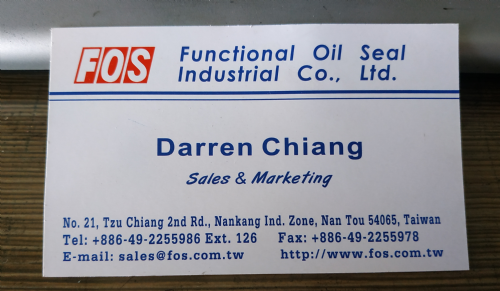 FOS Functional Oil Seal
Industrial Co., Ltd.
Darren Chiang
Sales & Marketing
No. 21, Tzu Chiang 2nd Rd., Nankang Ind. Zone, Nan Tou 54065, Taiwan
Tel: +886-49-2255986 Ext. 126 Fax: +886-49-2255978
E-mail: sales@fos.com.tw http://www.fos.com.tw